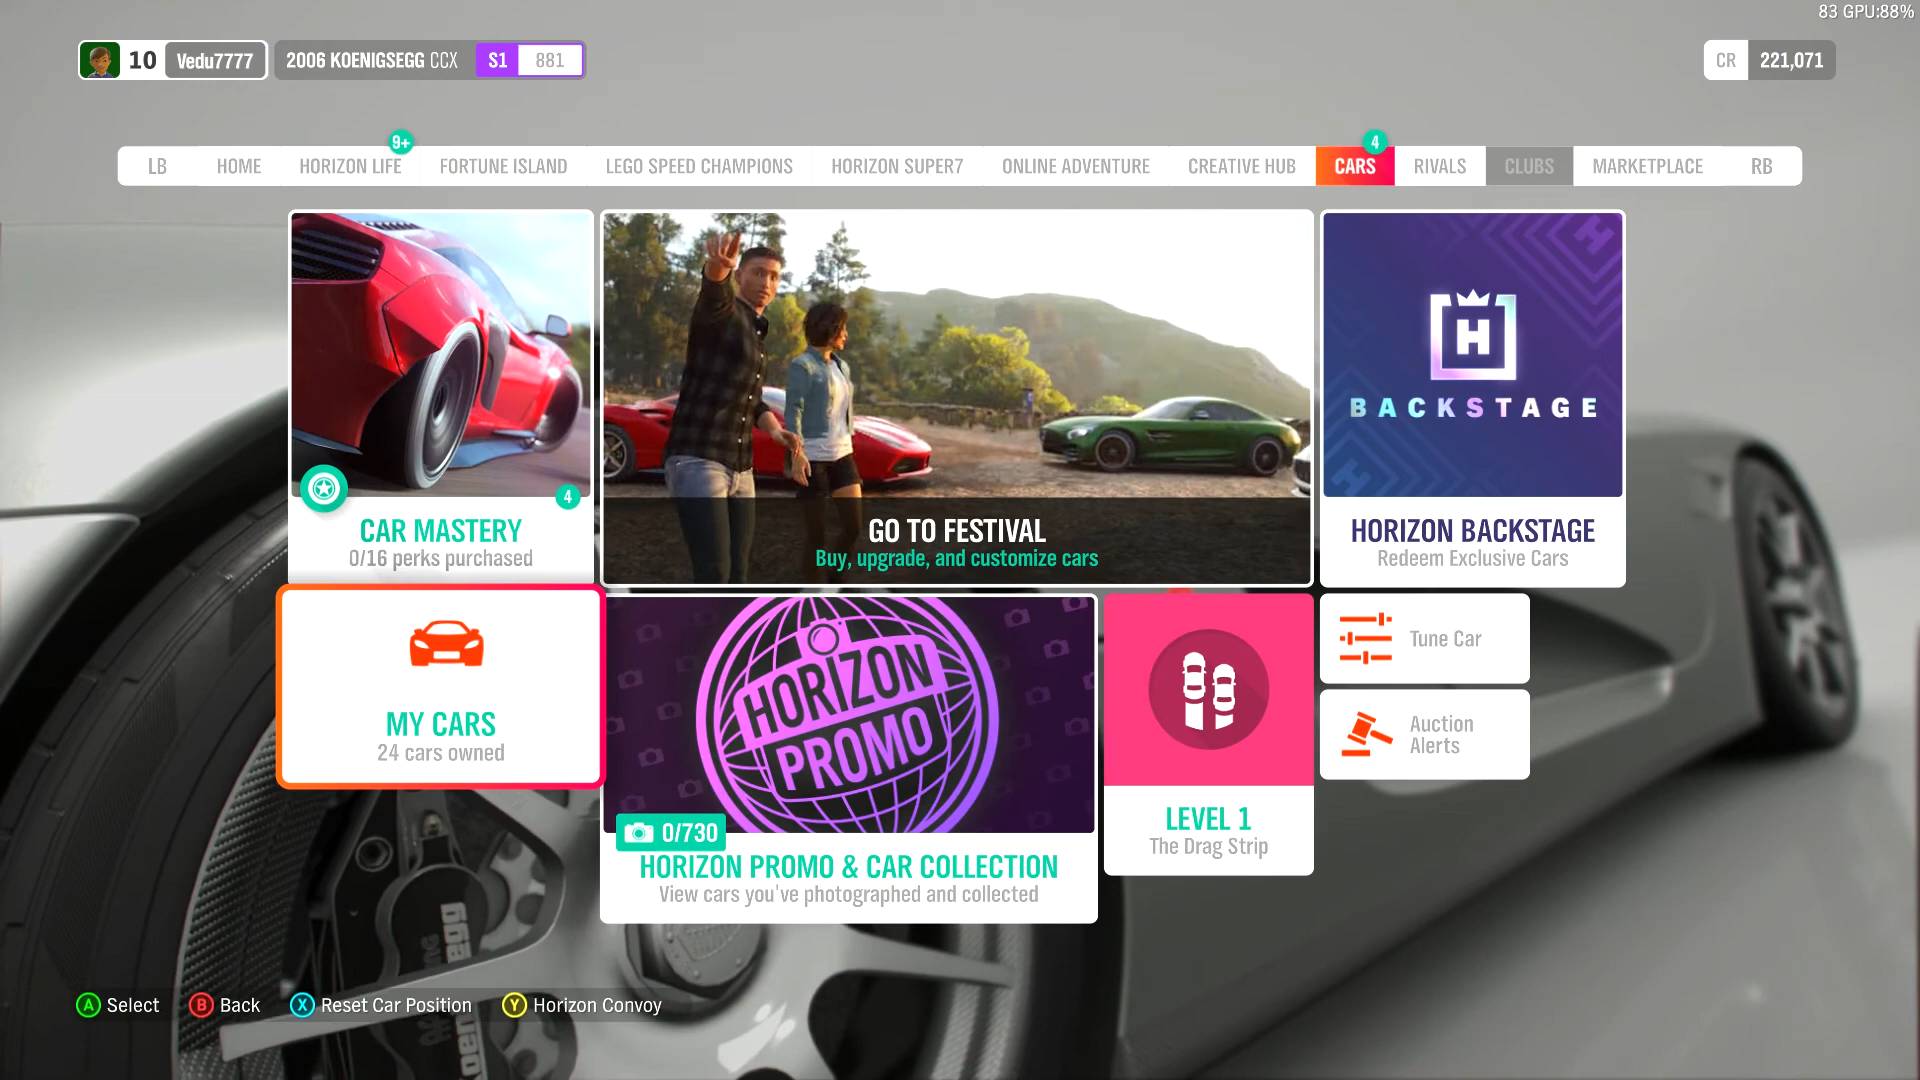 83 GPU:88%
10 Vedu7777 2006 KOENIGSEGG CCX S1 881
CR 221,071
9+
4
LB HOME HORIZON LIFE FORTUNE ISLAND LEGO SPEED CHAMPIONS HORIZON SUPER7 ONLINE ADVENTURE CREATIVE HUB CARS RIVALS CLUBS MARKETPLACE RB
H
BACKSTAGE
4
CAR MASTERY
0/16 perks purchased
GO TO FESTIVAL
Buy, upgrade, and customize cars
HORIZON BACKSTAGE
Redeem Exclusive Cars
MY CARS
24 cars owned
HORIZON
PROMO
0/730
HORIZON PROMO & CAR COLLECTION
View cars you've photographed and collected
LEVEL 1
The Drag Strip
Tune Car
Auction
Alerts
A Select B Back X Reset Car Position Y Horizon Convoy